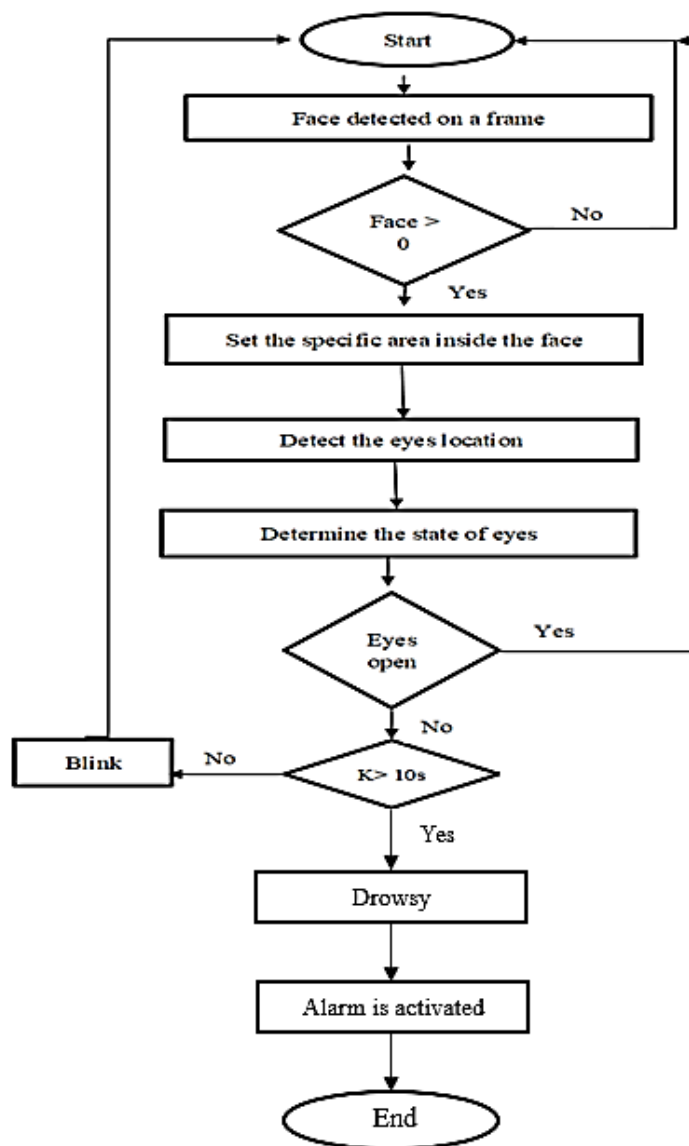 Start
Face detected on a frame
Face >
0
No
Yes
Set the specific area inside the face
Detect the eyes location
Determine the state of eyes
Eyes
open
Yes
No
K> 10s
No
Blink
Yes
Drowsy
Alarm is activated
End